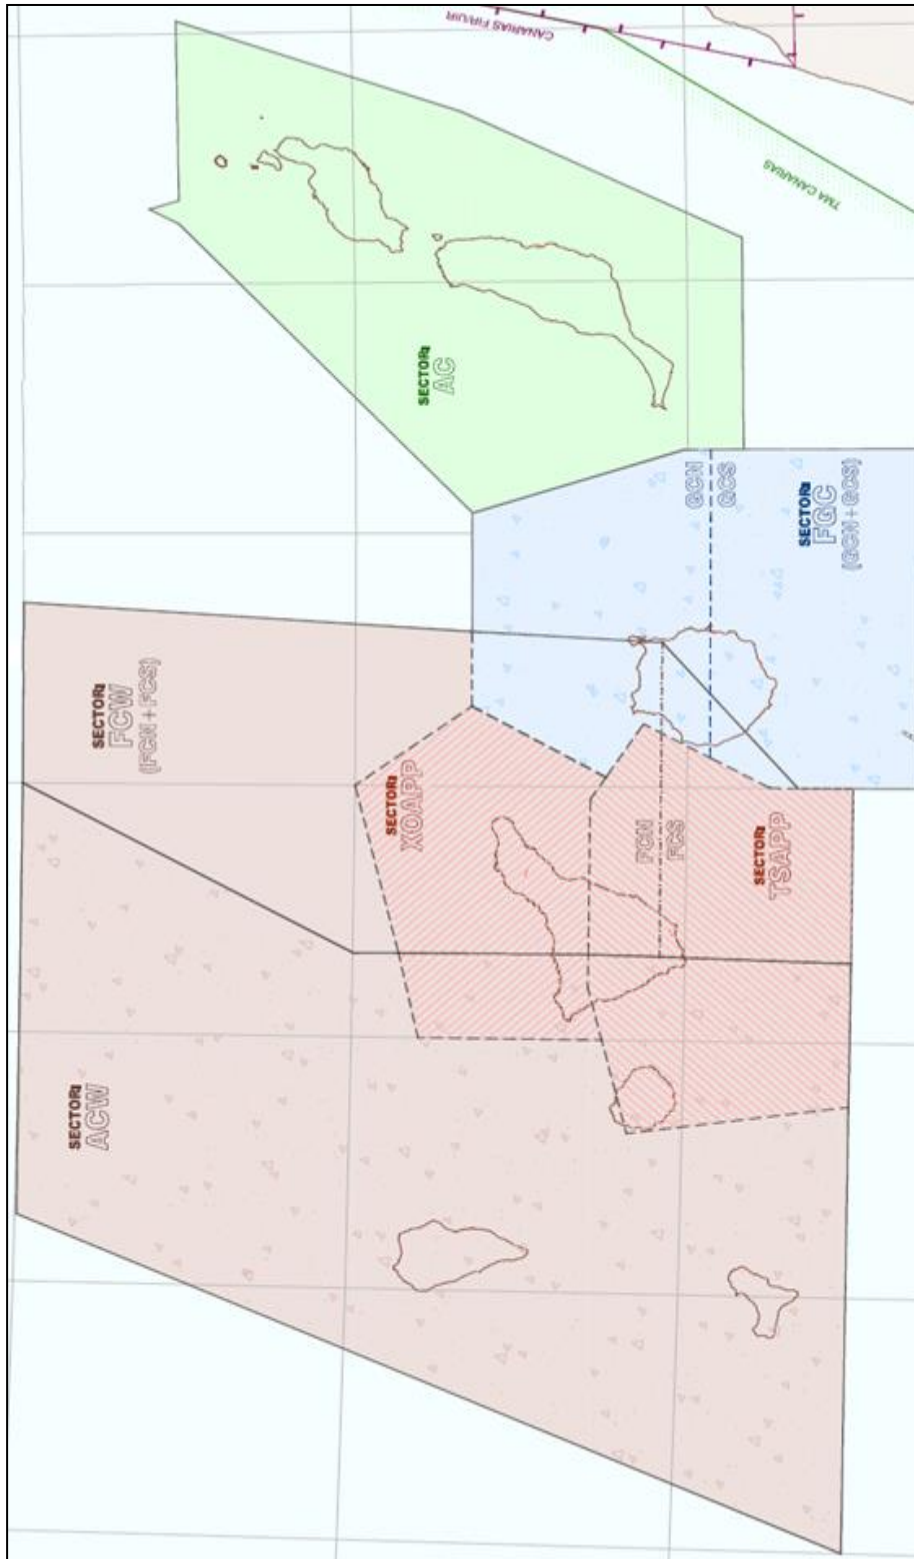 CANARIAS FIR/UIR
TMA CANARIAS
SECTOR
AC
GCN
GCS
SECTOR
FGC
(GCN+GCS)
SECTOR
FCW
(FCN+FCS)
SECTOR
XOAPP
FCN
FCS
SECTOR
TSAPP
SECTOR
ACW